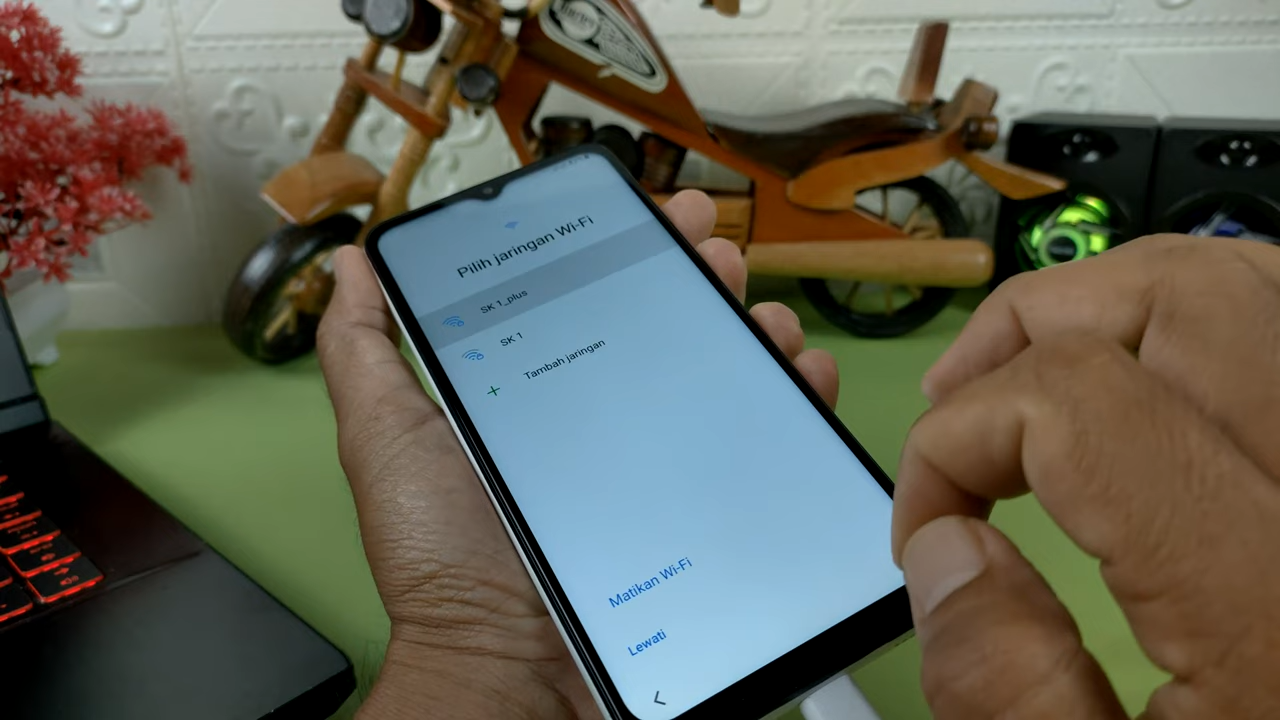 Pilih jaringan Wi-Fi
SK 1_plus
SK 1
Tambah jaringan
Matikan Wi-Fi
Lewati